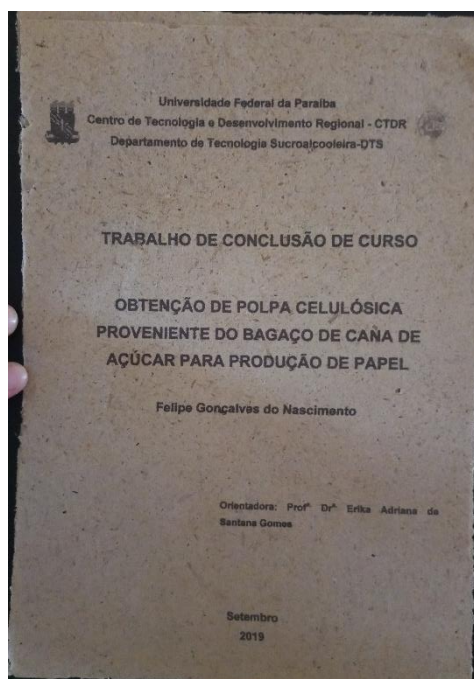 Universidade Federal da Paraíba
Centro de Tecnologia e Desenvolvimento Regional - CTDR
Departamento de Tecnologia Sucroalcooleira-DTS
TRABALHO DE CONCLUSÃO DE CURSO
OBTENÇÃO DE POLPA CELULÓSICA
PROVENIENTE DO BAGAÇO DE CANA DE
AÇÚCAR PARA PRODUÇÃO DE PAPEL
Felipe Gonçalves do Nascimento
Orientadora: Profª Drª Erika Adriana de
Santana Gomes
Setembro
2019